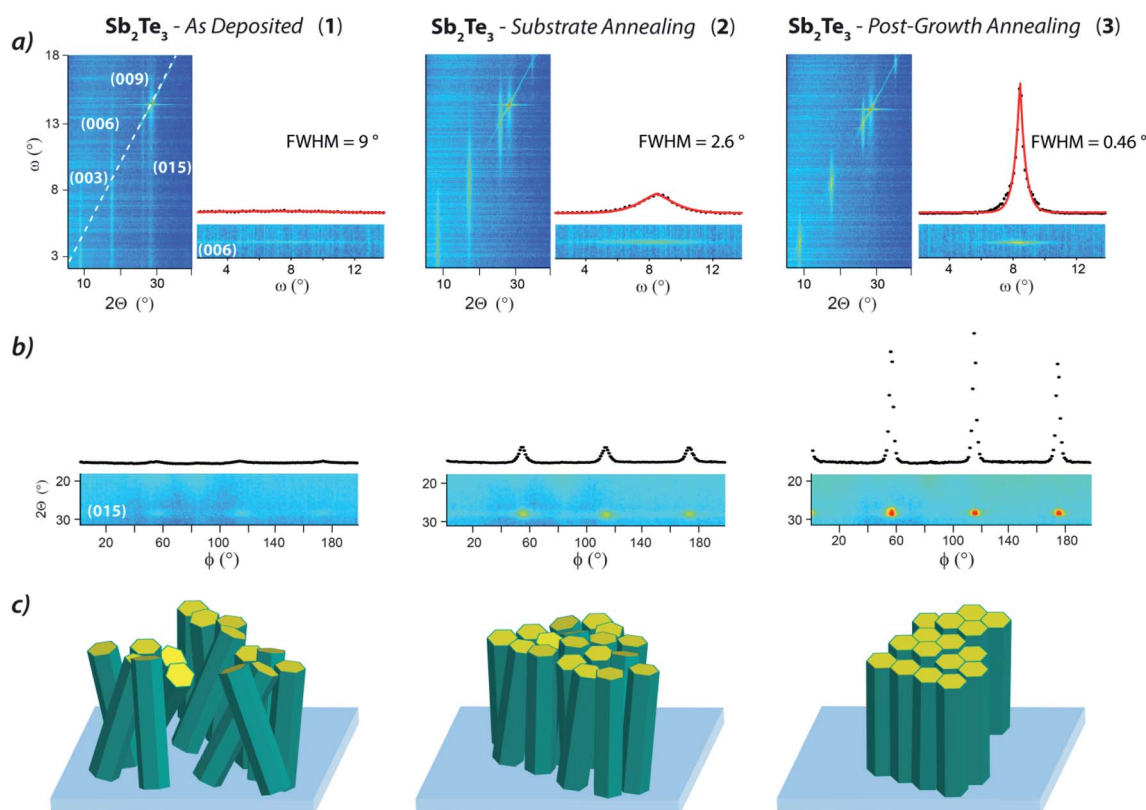 Sb2Te3 - As Deposited (1)
Sb2Te3 - Substrate Annealing (2)
Sb2Te3 - Post-Growth Annealing (3)
a)
18
13
8
3
ω (°)
(009)
(006)
(003)
(015)
10
30
2Θ (°)
FWHM = 9 °
(006)
4
8
12
ω (°)
10
30
2Θ (°)
FWHM = 2.6 °
4
8
12
ω (°)
10
30
2Θ (°)
FWHM = 0.46 °
4
8
12
ω (°)
b)
20
30
2Θ (°)
(015)
20 60 100 140 180
ϕ (°)
20
30
20 60 100 140 180
ϕ (°)
20
30
20 60 100 140 180
ϕ (°)
c)